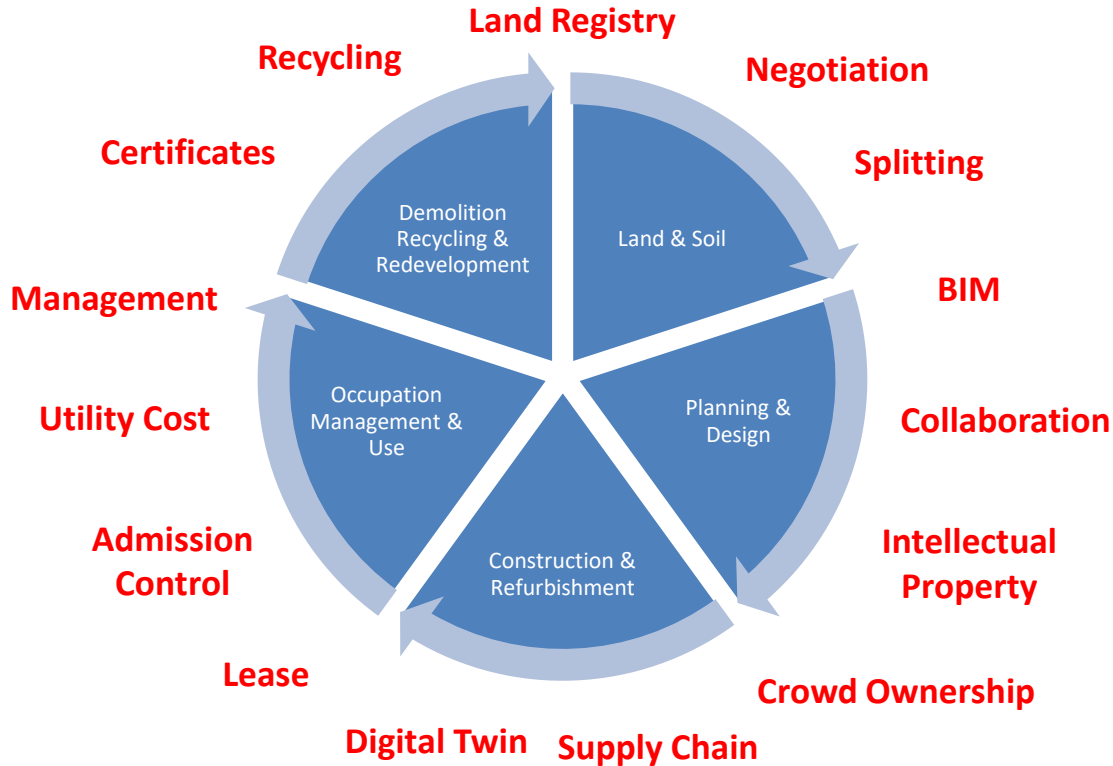 Land Registry
Recycling
Negotiation
Certificates
Splitting
Demolition
Recycling &
Redevelopment
Land & Soil
Management
BIM
Occupation
Management &
Use
Planning &
Design
Utility Cost
Collaboration
Admission
Control
Construction &
Refurbishment
Intellectual
Property
Lease
Crowd Ownership
Digital Twin
Supply Chain